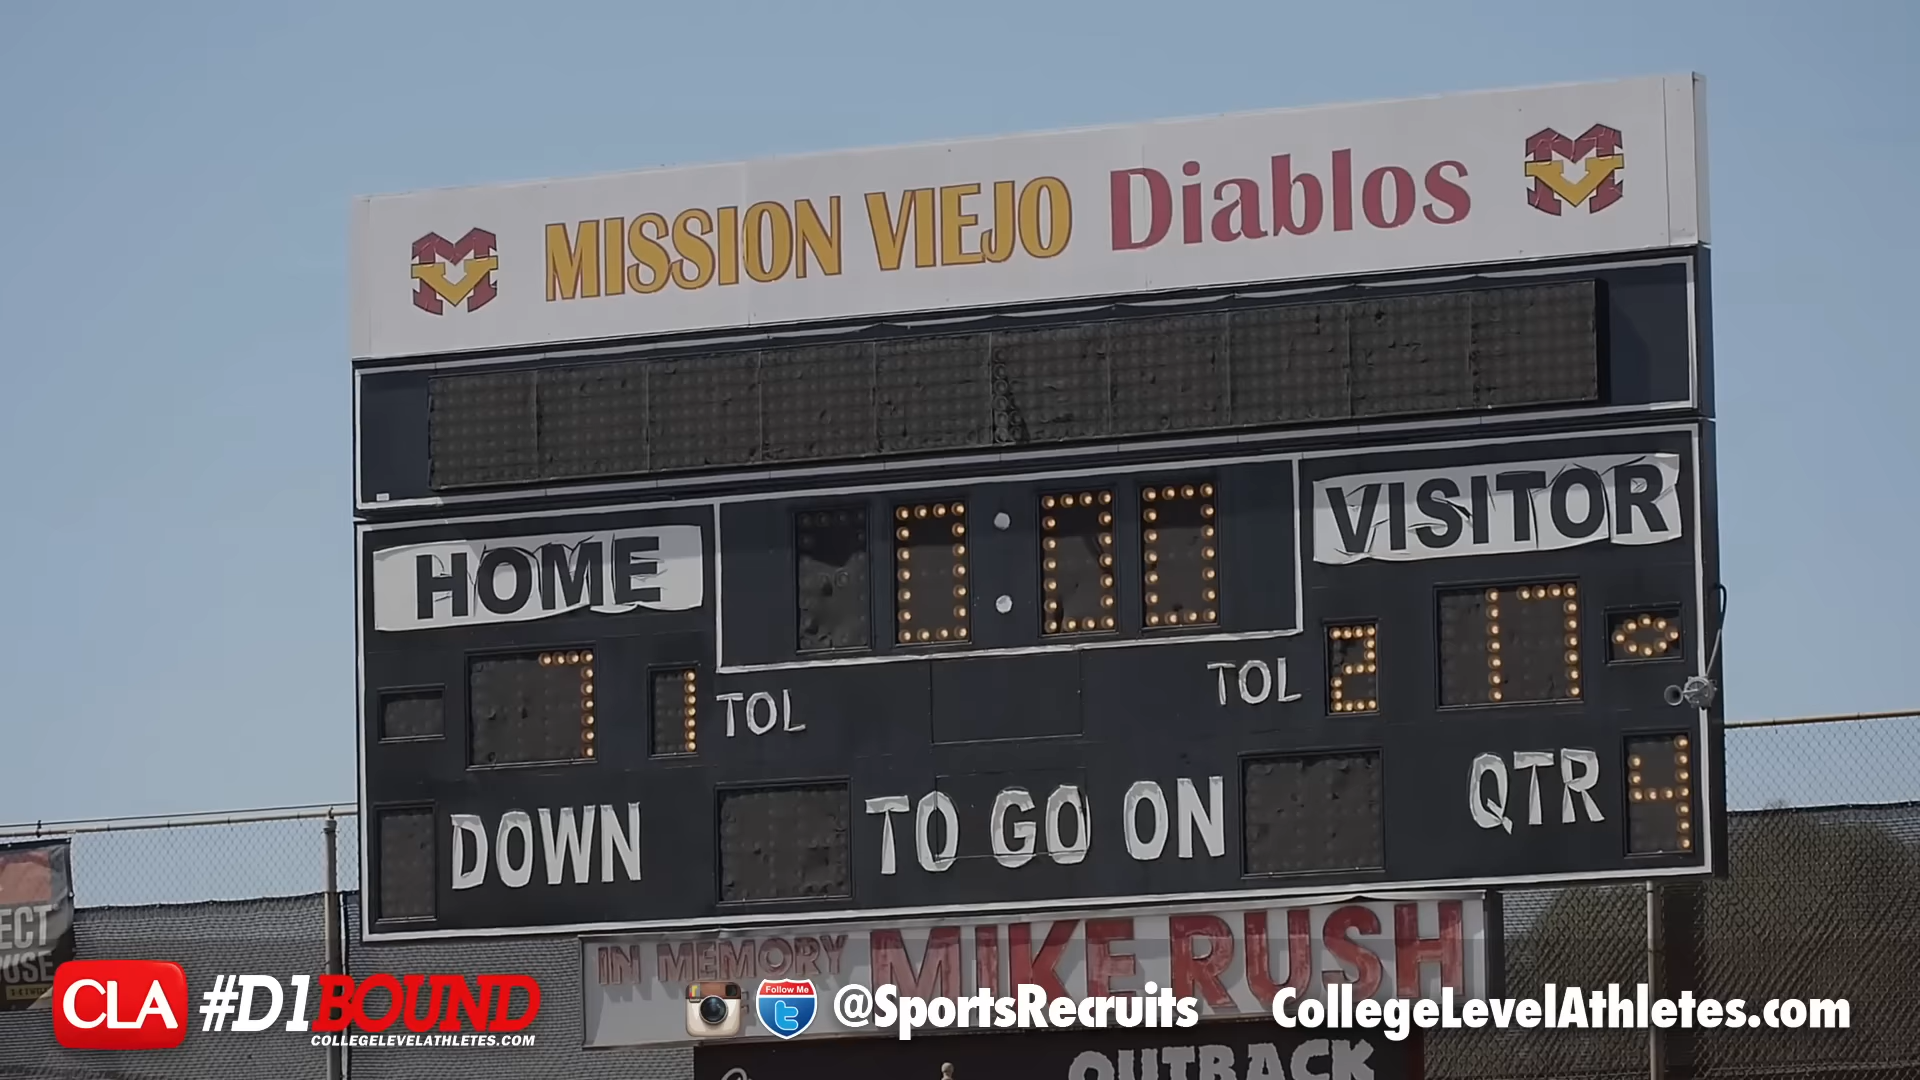 MISSION VIEJO Diablos
HOME
0:00
VISITOR
7
1
TOL
TOL
2
17
DOWN
TO GO ON
QTR
4
IN MEMORY MIKE RUSH
CLA
#D1BOUND
COLLEGELEVELATHLETES.COM
Follow Me
@SportsRecruits
CollegeLevelAthletes.com
OUTBACK